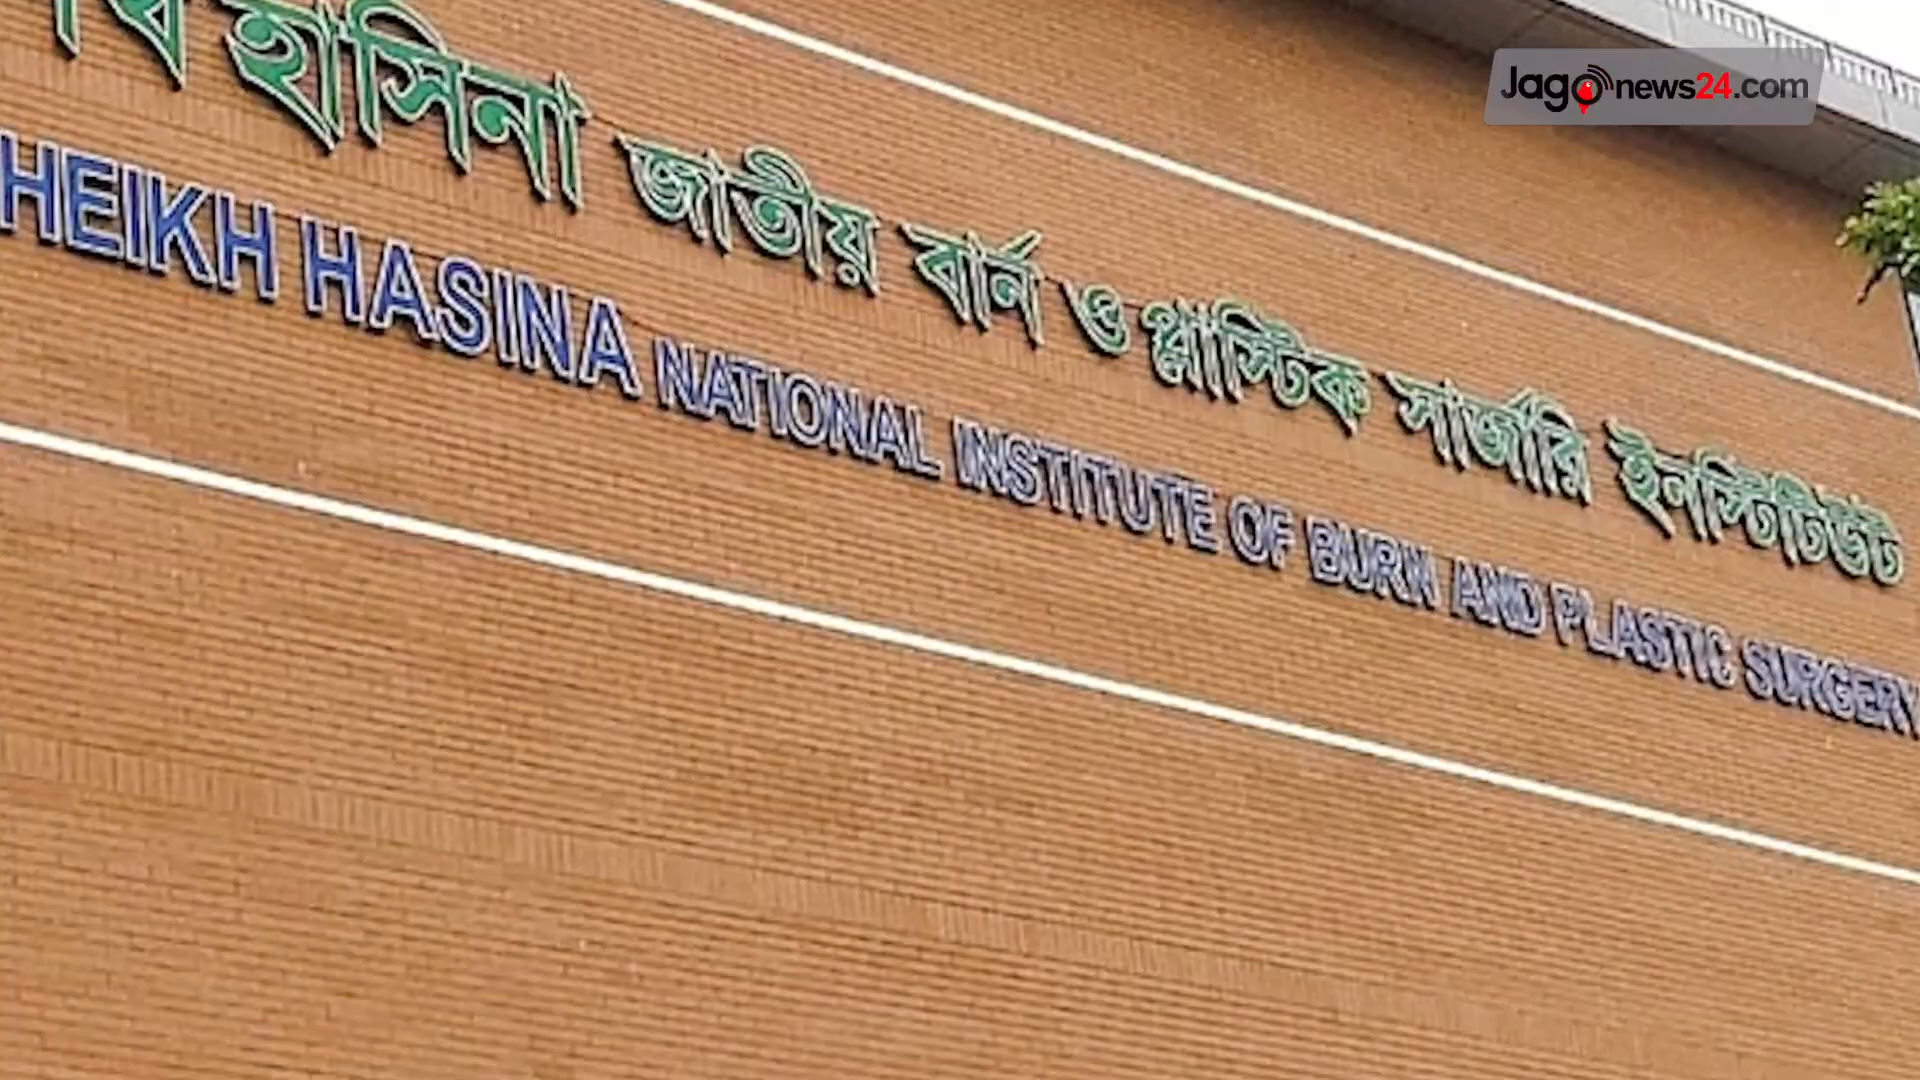 Jagonews24.com
হাসিনা জাতীয় বার্ন ও প্লাস্টিক সার্জারি ইনস্টিটিউট
HEIKH HASINA NATIONAL INSTITUTE OF BURN AND PLASTIC SURGERY